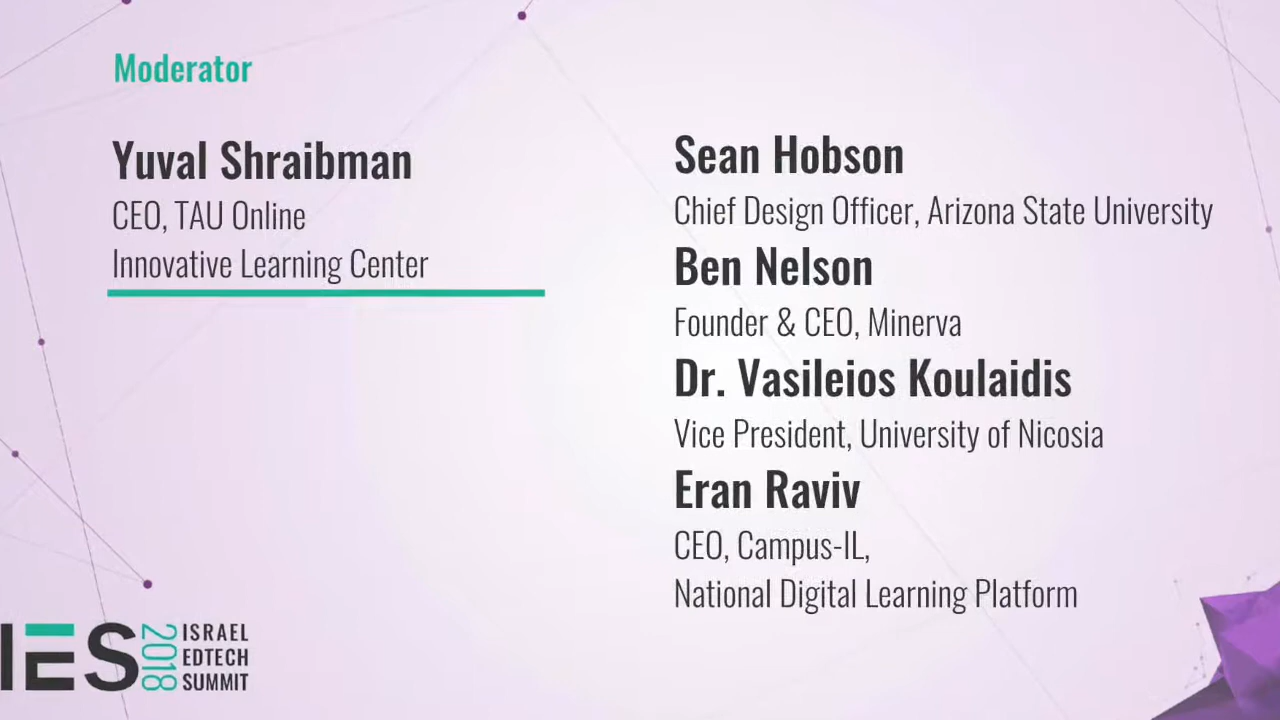 Moderator
Yuval Shraibman
CEO, TAU Online
Innovative Learning Center
Sean Hobson
Chief Design Officer, Arizona State University
Ben Nelson
Founder & CEO, Minerva
Dr. Vasileios Koulaidis
Vice President, University of Nicosia
Eran Raviv
CEO, Campus-IL,
National Digital Learning Platform
IES
2018
ISRAEL
EDTECH
SUMMIT